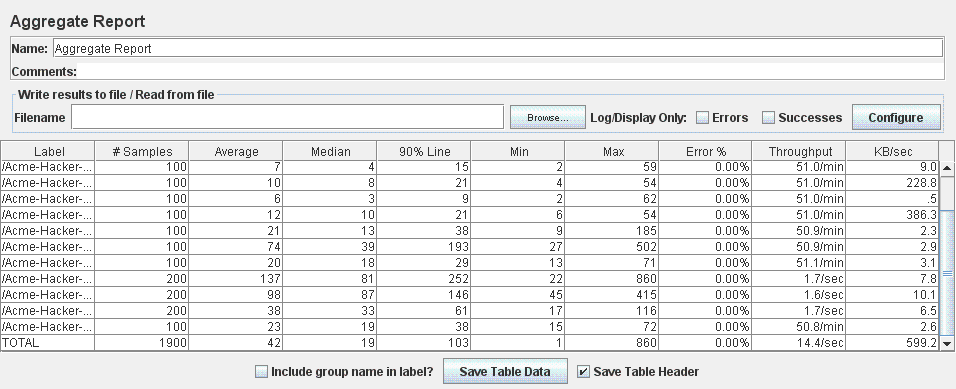 Aggregate Report
Name: Aggregate Report
Comments:
Write results to file / Read from file
Filename Browse... Log/Display Only: Errors Successes Configure
Label # Samples Average Median 90% Line Min Max Error % Throughput KB/sec
/Acme-Hacker-... 100 7 4 15 2 59 0.00% 51.0/min 9.0
/Acme-Hacker-... 100 10 8 21 4 54 0.00% 51.0/min 228.8
/Acme-Hacker-... 100 6 3 9 2 62 0.00% 51.0/min .5
/Acme-Hacker-... 100 12 10 21 6 54 0.00% 51.0/min 386.3
/Acme-Hacker-... 100 21 13 38 9 185 0.00% 50.9/min 2.3
/Acme-Hacker-... 100 74 39 193 27 502 0.00% 50.9/min 2.9
/Acme-Hacker-... 100 20 18 29 13 71 0.00% 51.1/min 3.1
/Acme-Hacker-... 200 137 81 252 22 860 0.00% 1.7/sec 7.8
/Acme-Hacker-... 200 98 87 146 45 415 0.00% 1.6/sec 10.1
/Acme-Hacker-... 200 38 33 61 17 116 0.00% 1.7/sec 6.5
/Acme-Hacker-... 100 23 19 38 15 72 0.00% 50.8/min 2.6
TOTAL 1900 42 19 103 1 860 0.00% 14.4/sec 599.2
Include group name in label? Save Table Data Save Table Header